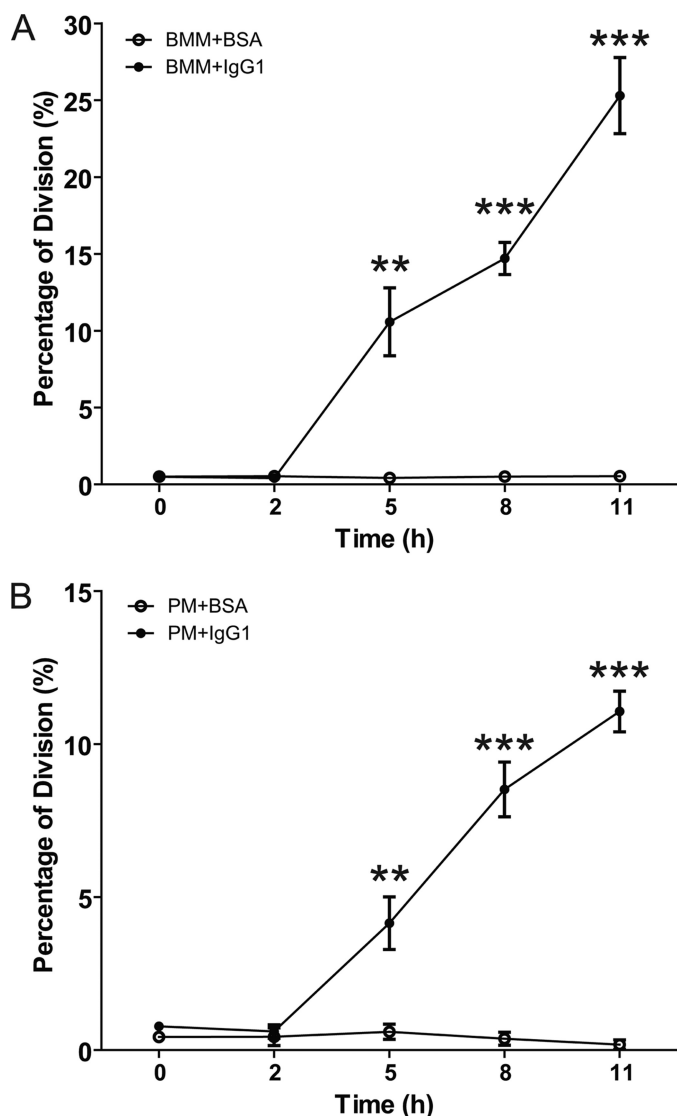 A
BMM+BSA
BMM+IgG1
Percentage of Division (%)
30
25
20
15
10
5
0
***
***
**
0 2 5 8 11
Time (h)
B
PM+BSA
PM+IgG1
Percentage of Division (%)
15
10
5
0
***
***
**
0 2 5 8 11
Time (h)